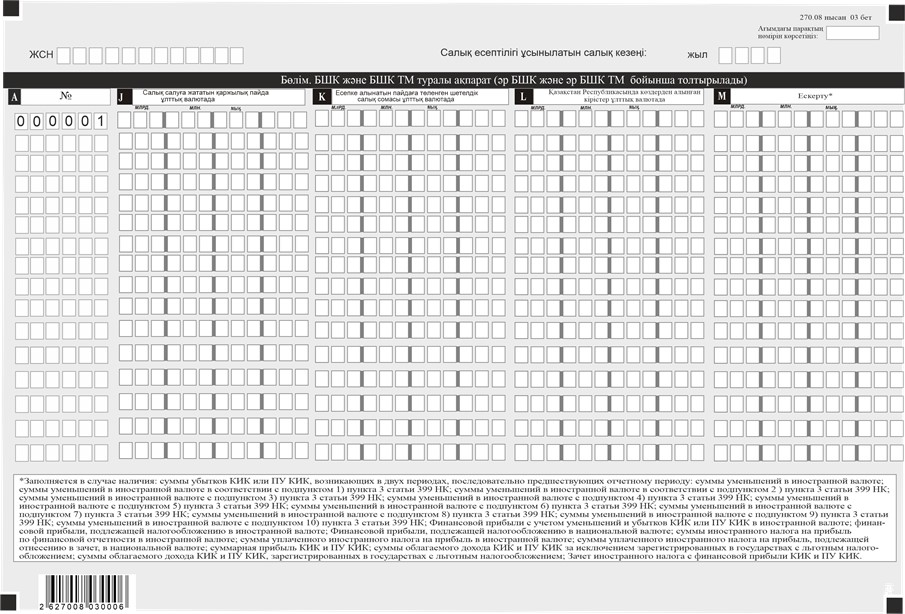 270.08 нысан 03 бет
Ағымдағы парақтың
нөмірін көрсетіңіз:
ЖСН
Салық есептілігі ұсынылатын салық кезеңі:
жыл
Бөлім. БШК және БШК ТМ туралы ақпарат (әр БШК және әр БШК ТМ бойынша толтырылады)
A №
J Салық салуға жататын қаржылық пайда
ұлттық валютада
K Есепке алынатын пайдаға төленген шетелдік
салық сомасы ұлттық валютада
L Қазақстан Республикасында көздерден алынған
кірістер ұлттық валютада
M Ескерту*
МЛРД. МЛН. МЫҢ. МЛРД. МЛН. МЫҢ. МЛРД. МЛН. МЫҢ. МЛРД. МЛН. МЫҢ.
0 0 0 0 0 1
*Заполняется в случае наличия: суммы убытков КИК или ПУ КИК, возникающих в двух периодах, последовательно предшествующих отчетному периоду: суммы уменьшений в иностранной валюте;
суммы уменьшений в иностранной валюте в соответствии с подпунктом 1) пункта 3 статьи 399 НК; суммы уменьшений в иностранной валюте в соответствии с подпунктом 2 ) пункта 3 статьи 399 НК;
суммы уменьшений в иностранной валюте с подпунктом 3) пункта 3 статьи 399 НК; суммы уменьшений в иностранной валюте с подпунктом 4) пункта 3 статьи 399 НК; суммы уменьшений в
иностранной валюте с подпунктом 5) пункта 3 статьи 399 НК; суммы уменьшений в иностранной валюте с подпунктом 6) пункта 3 статьи 399 НК; суммы уменьшений в иностранной валюте с
подпунктом 7) пункта 3 статьи 399 НК; суммы уменьшений в иностранной валюте с подпунктом 8) пункта 3 статьи 399 НК; суммы уменьшений в иностранной валюте с подпунктом 9) пункта 3 статьи
399 НК; суммы уменьшений в иностранной валюте с подпунктом 10) пункта 3 статьи 399 НК; Финансовой прибыли с учетом уменьшений и убытков КИК или ПУ КИК в иностранной валюте; финан-
совой прибыли, подлежащей налогообложению в иностранной валюте; Финансовой прибыли, подлежащей налогообложению в национальной валюте; суммы иностранного налога на прибыль
по финансовой отчетности в иностранной валюте; суммы уплаченного иностранного налога на прибыль в иностранной валюте; суммы уплаченного иностранного налога на прибыль, подлежащей
отнесению в зачет, в национальной валюте; суммарная прибыль КИК и ПУ КИК; суммы облагаемого дохода КИК и ПУ КИК за исключением зарегистрированных в государствах с льготным налого-
обложением; суммы облагаемого дохода КИК и ПУ КИК, зарегистрированных в государствах с льготным налогообложением; Зачет иностранного налога с финансовой прибыли КИК и ПУ КИК.
2 627008 030006